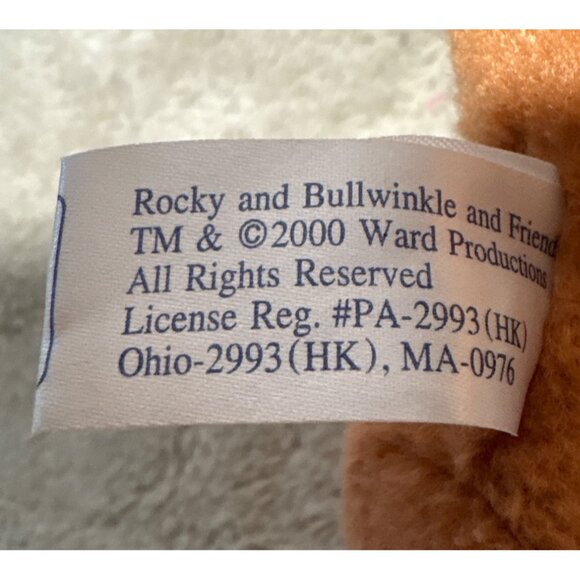 Rocky and Bullwinkle and Friend
TM & ©2000 Ward Productions
All Rights Reserved
License Reg. #PA-2993(HK)
Ohio-2993(HK), MA-0976